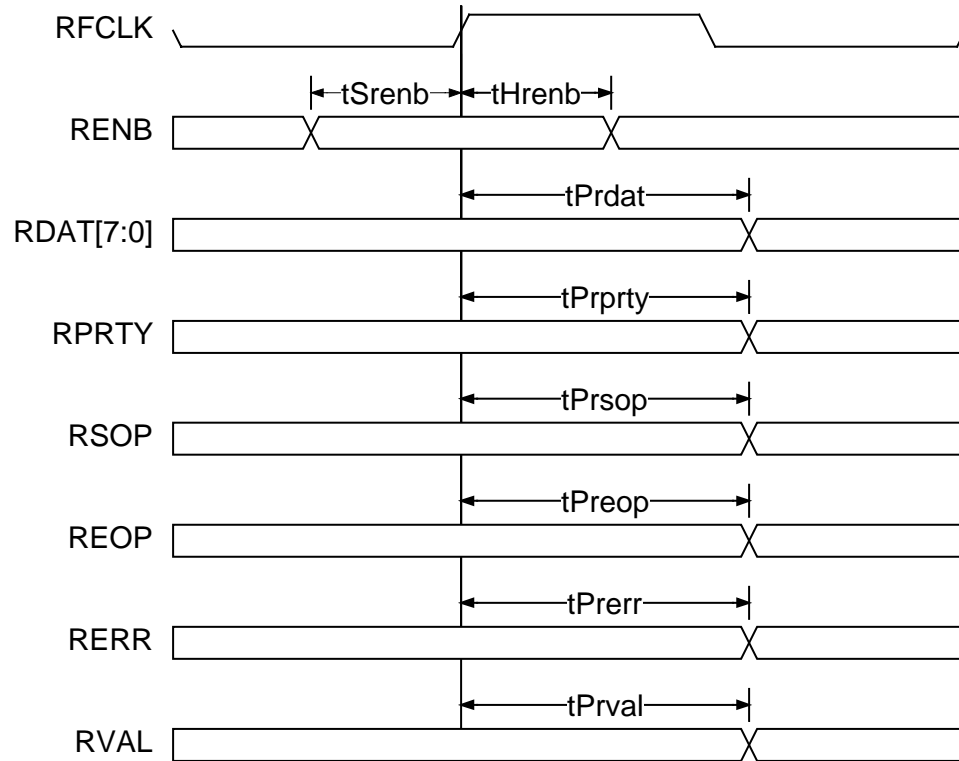 RFCLK
tSrenb tHrenb
RENB
tPrdat
RDAT[7:0]
tPrprty
RPRTY
tPrsop
RSOP
tPreop
REOP
tPrerr
RERR
tPrval
RVAL